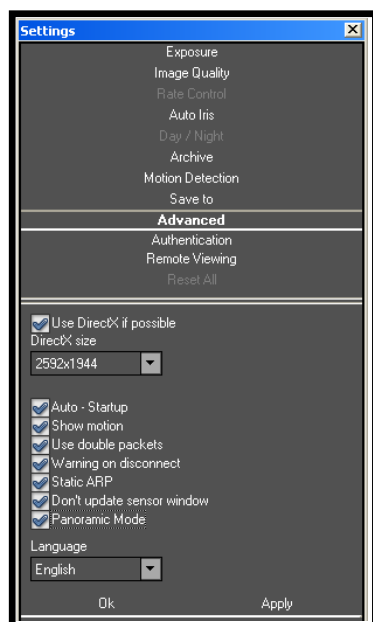 Settings
Exposure
Image Quality
Rate Control
Auto Iris
Day / Night
Archive
Motion Detection
Save to
Advanced
Authentication
Remote Viewing
Reset All
Use DirectX if possible
DirectX size
2592x1944
Auto - Startup
Show motion
Use double packets
Warning on disconnect
Static ARP
Don't update sensor window
Panoramic Mode
Language
English
Ok Apply